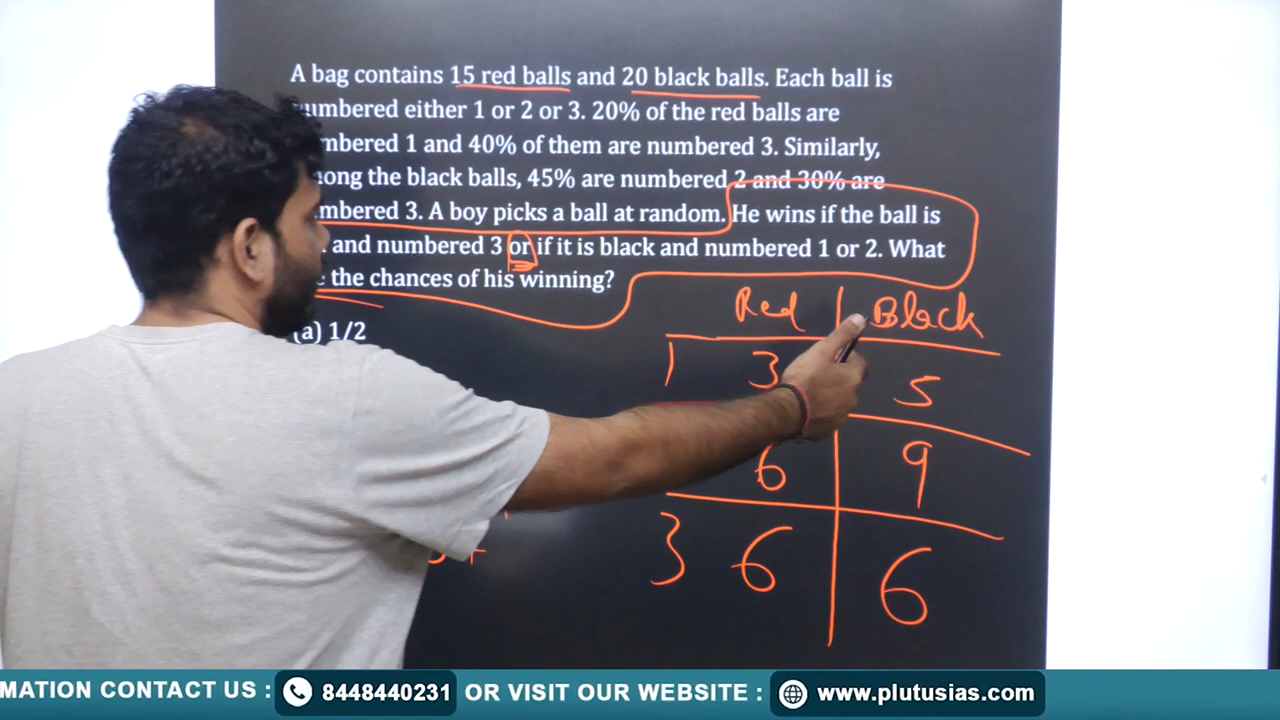 A bag contains 15 red balls and 20 black balls. Each ball is
numbered either 1 or 2 or 3. 20% of the red balls are
numbered 1 and 40% of them are numbered 3. Similarly,
among the black balls, 45% are numbered 2 and 30% are
numbered 3. A boy picks a ball at random. He wins if the ball is
and numbered 3 or if it is black and numbered 1 or 2. What
the chances of his winning?
(a) 1/2
Red Black
1 3 5
6 9
3 6 6
MATION CONTACT US : 8448440231 OR VISIT OUR WEBSITE : www.plutusias.com